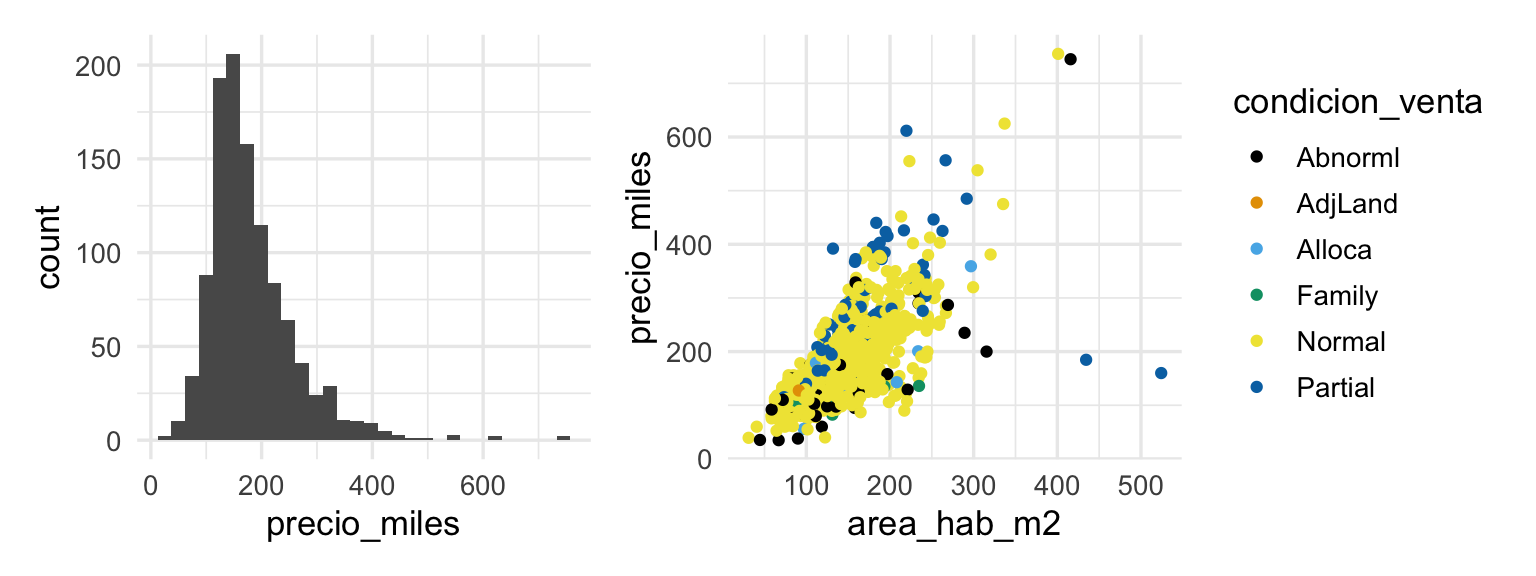 200
150
100
50
0
count
0 200 400 600
precio_miles
600
400
200
0
precio_miles
100 200 300 400 500
area_hab_m2
condicion_venta
Abnorml
AdjLand
Alloca
Family
Normal
Partial